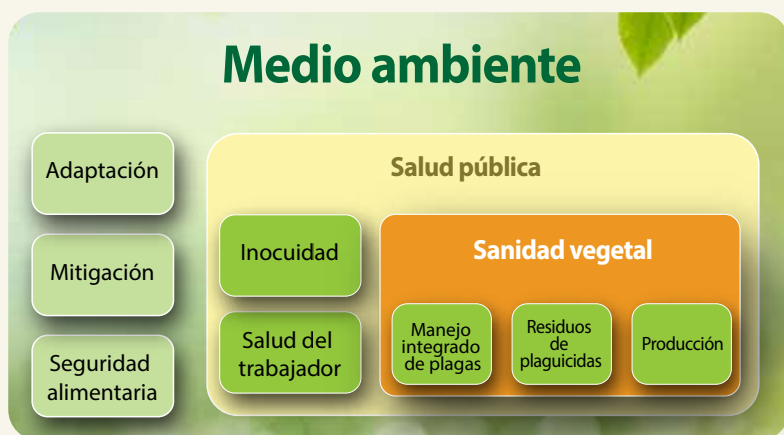 Medio ambiente
Adaptación
Mitigación
Seguridad
alimentaria
Salud pública
Inocuidad
Salud del
trabajador
Sanidad vegetal
Manejo
integrado
de plagas
Residuos
de
plaguicidas
Producción